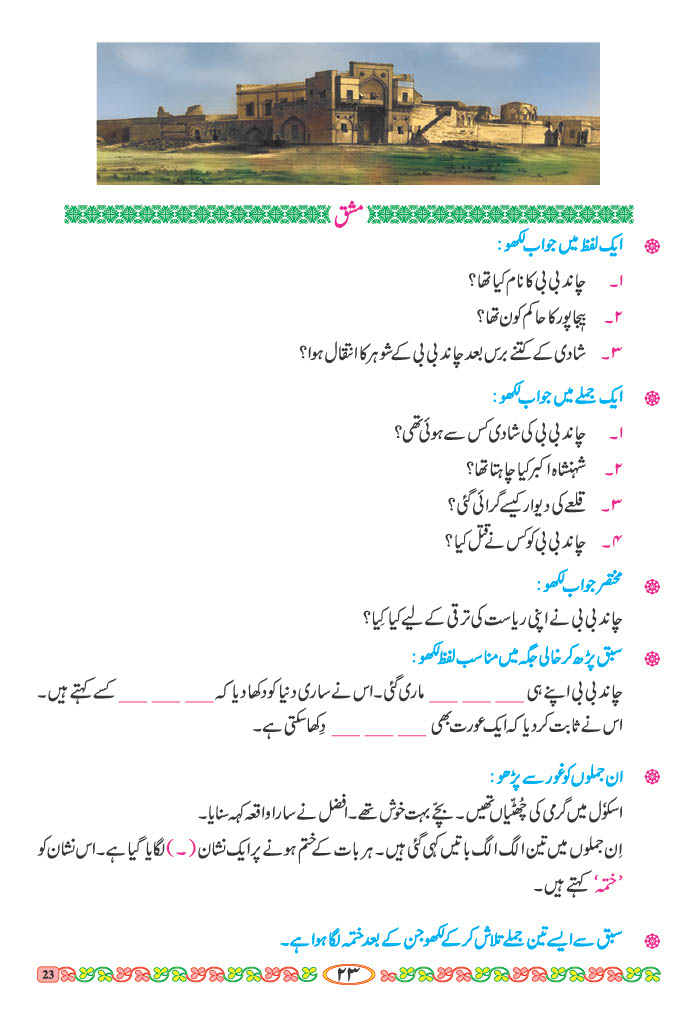 مشق
ایک لفظ میں جواب لکھو:
۱۔ چاند بی بی کا نام کیا تھا؟
۲۔ بیجاپور کا حاکم کون تھا؟
۳۔ شادی کے کتنے برس بعد چاند بی بی کے شوہر کا انتقال ہوا؟
ایک جملے میں جواب لکھو:
۱۔ چاند بی بی کی شادی کس سے ہوئی تھی؟
۲۔ شہنشاہ اکبر کیا چاہتا تھا؟
۳۔ قلعے کی دیوار کیسے گرائی گئی؟
۴۔ چاند بی بی کو کس نے قتل کیا؟
مختصر جواب لکھو:
چاند بی بی نے اپنی ریاست کی ترقی کے لیے کیا کِیا؟
سبق پڑھ کر خالی جگہ میں مناسب لفظ لکھو:
چاند بی بی اپنے ہی ___ ___ ___ ماری گئی۔ اس نے ساری دنیا کو دکھا دیا کہ ___ ___ ___ کسے کہتے ہیں۔
اس نے ثابت کر دیا کہ ایک عورت بھی ___ ___ ___ دِکھا سکتی ہے۔
ان جملوں کو غور سے پڑھو:
اسکوٗل میں گرمی کی چُھٹّیاں تھیں۔ بچّے بہت خوش تھے۔ افضل نے سارا واقعہ کہہ سنایا۔
اِن جملوں میں تین الگ الگ باتیں کہی گئی ہیں۔ ہر بات کے ختم ہونے پر ایک نشان (۔) لگایا گیا ہے۔ اس نشان کو
’ختمہ‘ کہتے ہیں۔
سبق سے ایسے تین جملے تلاش کر کے لکھو جن کے بعد ختمہ لگا ہوا ہے۔
23
۲۳